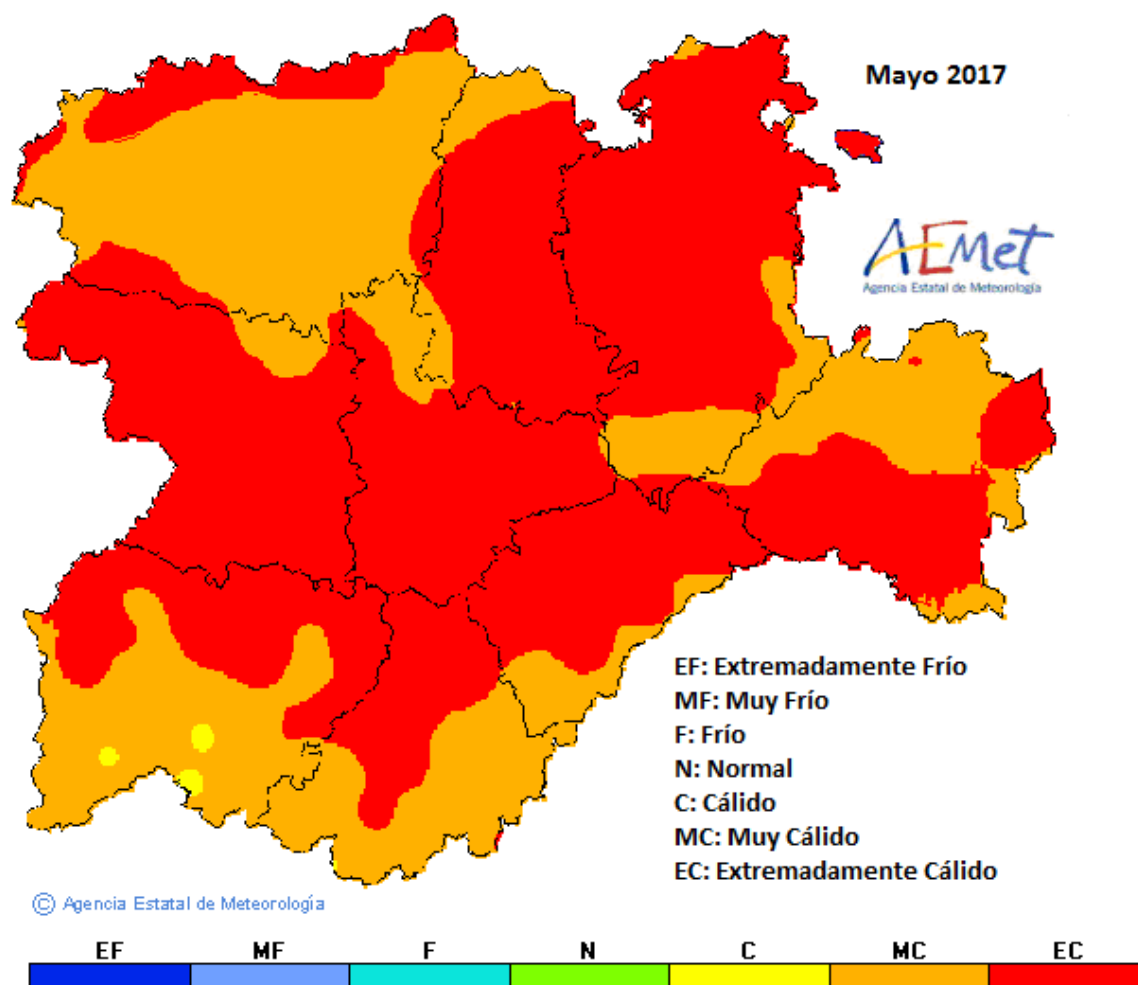 Mayo 2017
AEMet
Agencia Estatal de Meteorología
EF: Extremadamente Frío
MF: Muy Frío
F: Frío
N: Normal
C: Cálido
MC: Muy Cálido
EC: Extremadamente Cálido
© Agencia Estatal de Meteorología
EF MF F N C MC EC